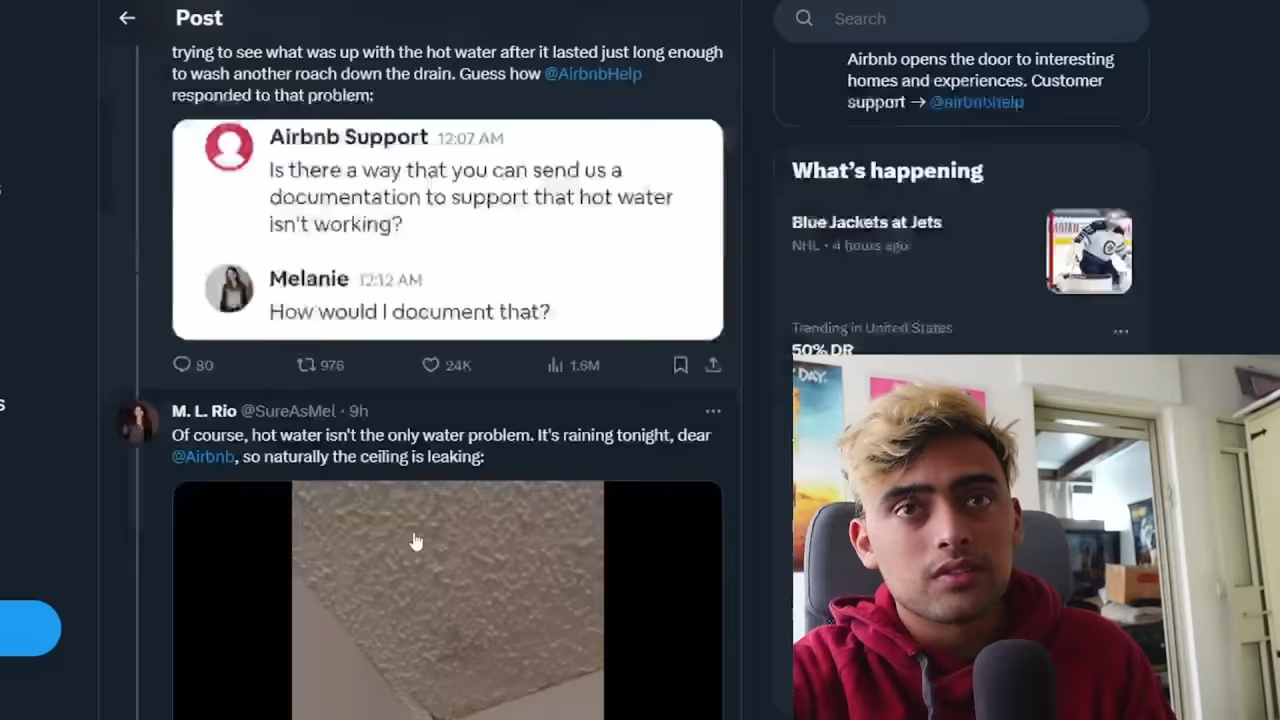 Post
trying to see what was up with the hot water after it lasted just long enough
to wash another roach down the drain. Guess how @AirbnbHelp
responded to that problem:
Airbnb Support 12:07 AM
Is there a way that you can send us a
documentation to support that hot water
isn't working?
Melanie 12:12 AM
How would I document that?
80 976 24K 1.6M
M. L. Rio @SureAsMel · 9h
Of course, hot water isn't the only water problem. It's raining tonight, dear
@Airbnb, so naturally the ceiling is leaking:
Search
Airbnb opens the door to interesting
homes and experiences. Customer
support → @airbnbhelp
What's happening
Blue Jackets at Jets
NHL · 4 hours ago
Trending in United States
50% DR
DAY.